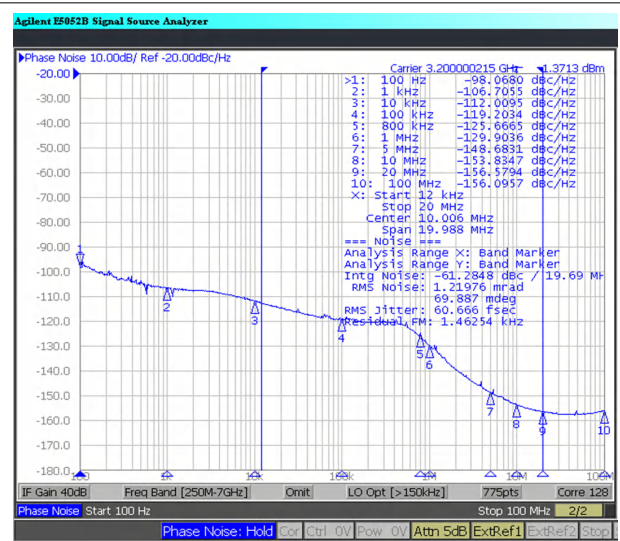 Agilent E5052B Signal Source Analyzer
Phase Noise 10.00dB/ Ref -20.00dBc/Hz
Carrier 3.200000215 GHz 1.3713 dBm
-20.00
-30.00
-40.00
-50.00
-60.00
-70.00
-80.00
-90.00
-100.0
-110.0
-120.0
-130.0
-140.0
-150.0
-160.0
-170.0
-180.0
>1: 100 Hz -98.0680 dBc/Hz
2: 1 kHz -106.7055 dBc/Hz
3: 10 kHz -112.0095 dBc/Hz
4: 100 kHz -119.2034 dBc/Hz
5: 800 kHz -125.6665 dBc/Hz
6: 1 MHz -129.9036 dBc/Hz
7: 5 MHz -148.6831 dBc/Hz
8: 10 MHz -153.8347 dBc/Hz
9: 20 MHz -156.5794 dBc/Hz
10: 100 MHz -156.0957 dBc/Hz
X: Start 12 kHz
Stop 20 MHz
Center 10.006 MHz
Span 19.988 MHz
=== Noise ===
Analysis Range X: Band Marker
Analysis Range Y: Band Marker
Intg Noise: -61.2848 dBc / 19.69 MH
RMS Noise: 1.21976 mrad
69.887 mdeg
RMS Jitter: 60.666 fsec
Residual FM: 1.46254 kHz
1
2
3
4
5
6
7
8
9
10
100 1k 10k 100k 1M 10M 100M
IF Gain 40dB Freq Band [250M-7GHz] Omit LO Opt [>150kHz] 775pts Corre 128
Phase Noise Start 100 Hz Stop 100 MHz 2/2
Phase Noise: Hold Cor Ctrl 0V Pow 0V Attn 5dB ExtRef1 ExtRef2 Stop